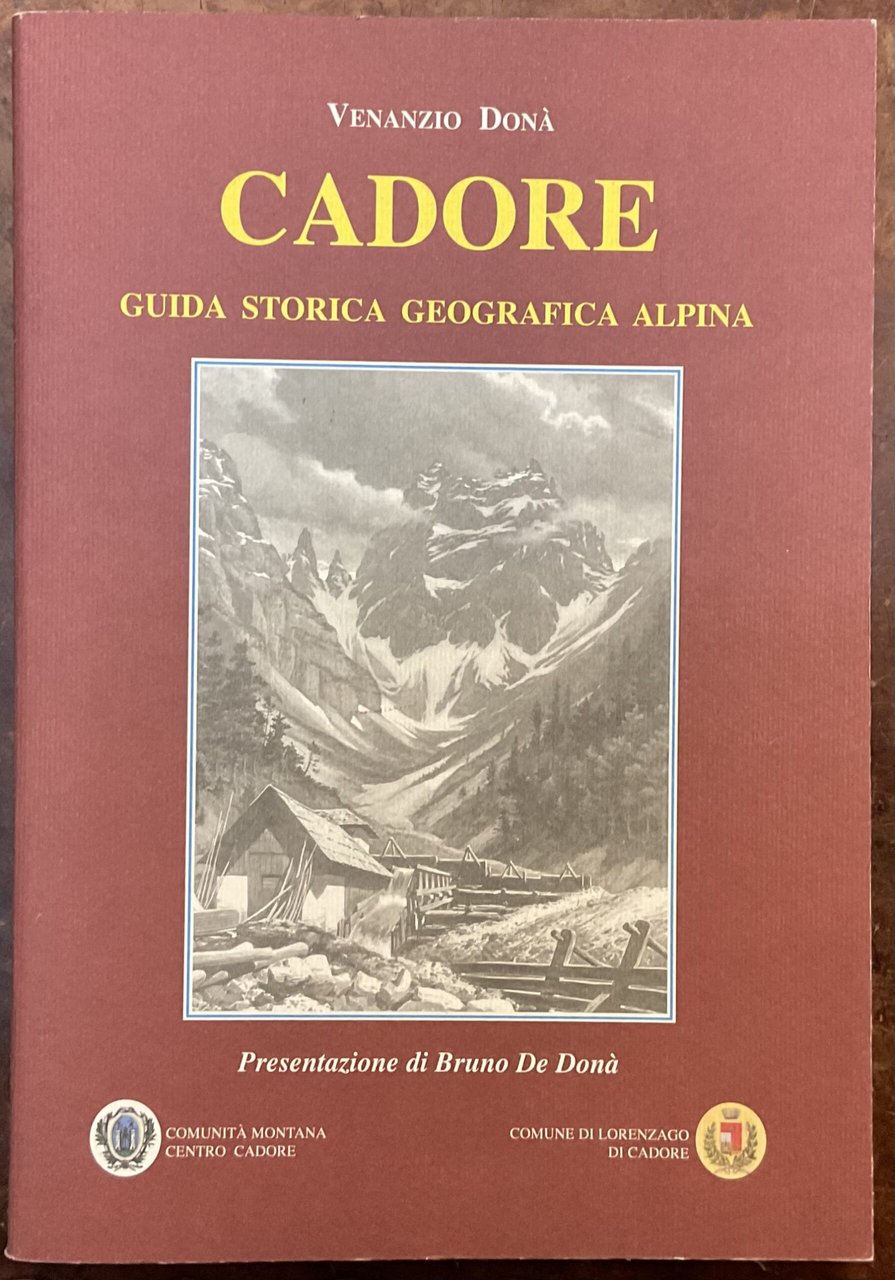 VENANZIO DONÀ
CADORE
GUIDA STORICA GEOGRAFICA ALPINA
Presentazione di Bruno De Donà
COMUNITÀ MONTANA
CENTRO CADORE
COMUNE DI LORENZAGO
DI CADORE